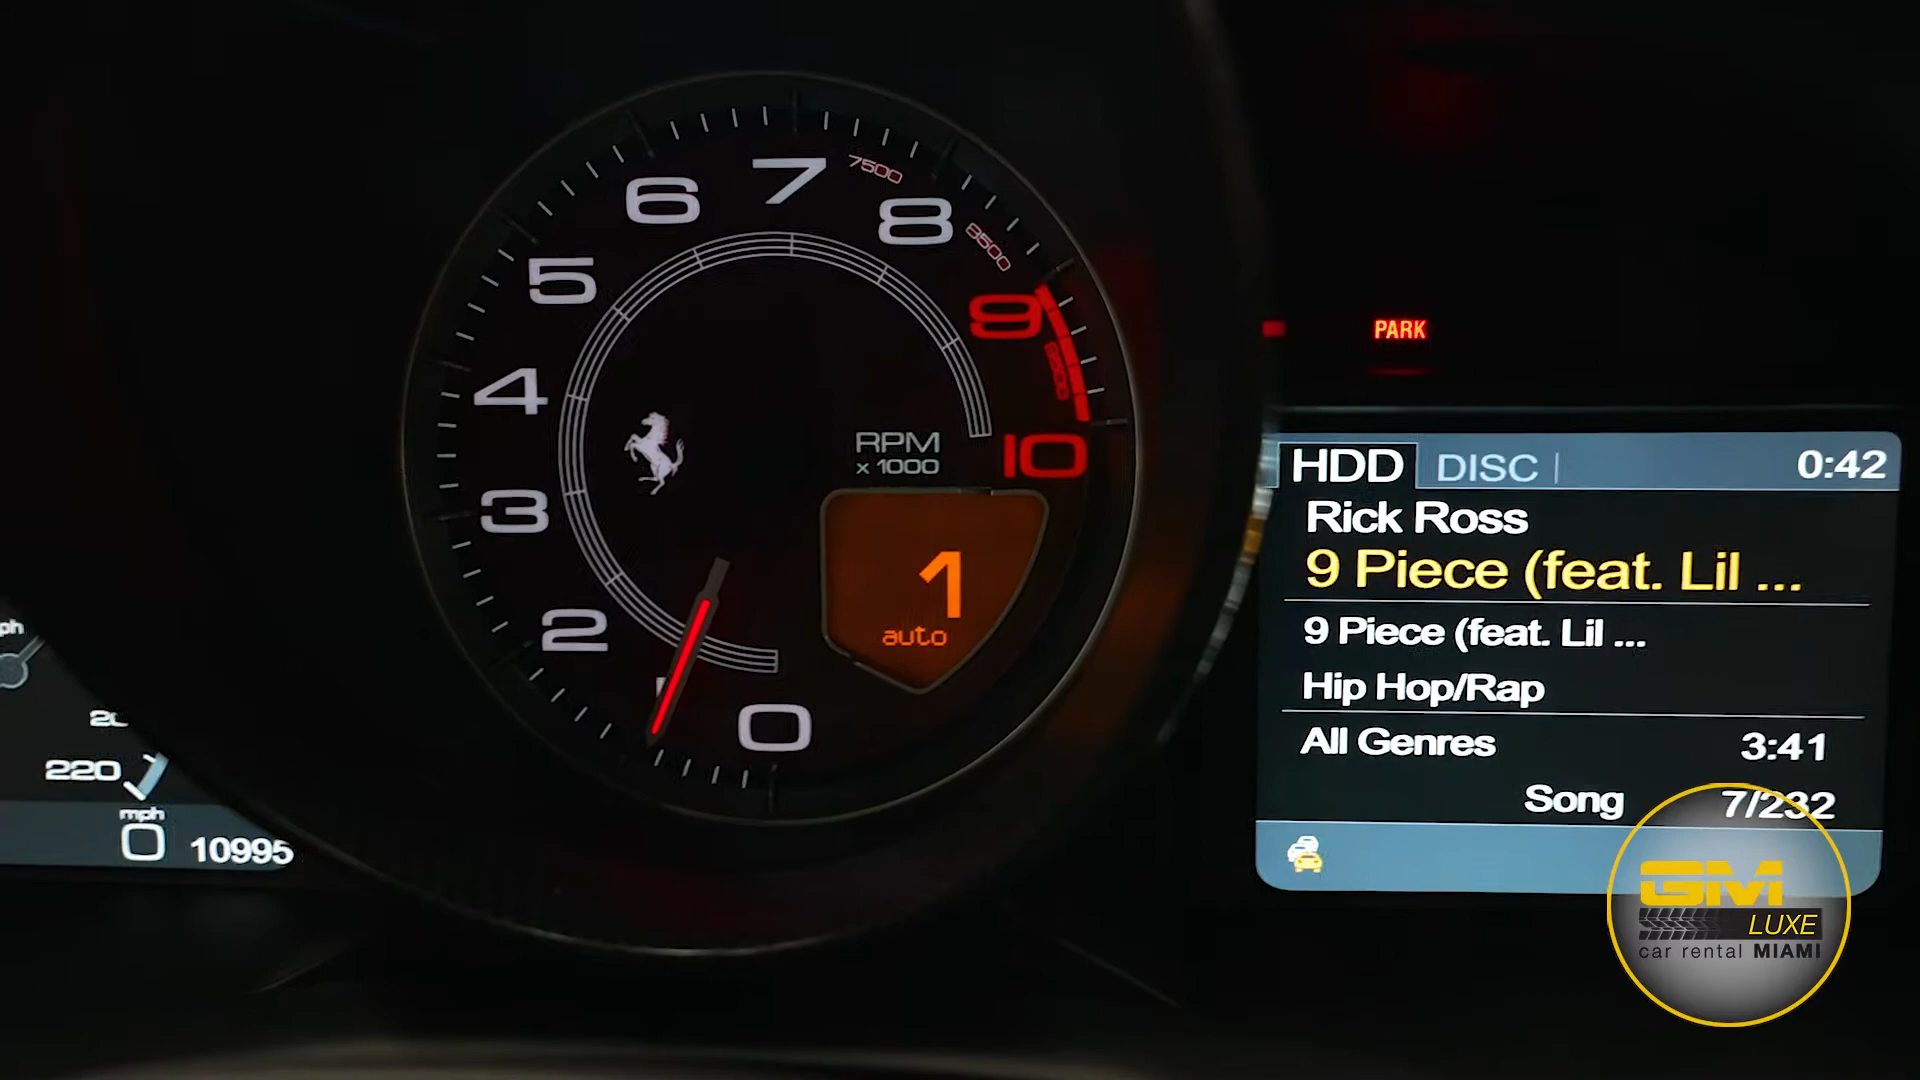 7
7500
6
8
8500
5
9
9500
4
RPM
x 1000
10
3
1
auto
2
0
PARK
HDD DISC 0:42
Rick Ross
9 Piece (feat. Lil ...
9 Piece (feat. Lil ...
Hip Hop/Rap
All Genres 3:41
Song 7/232
220
mph
0 10995
GM
LUXE
car rental MIAMI